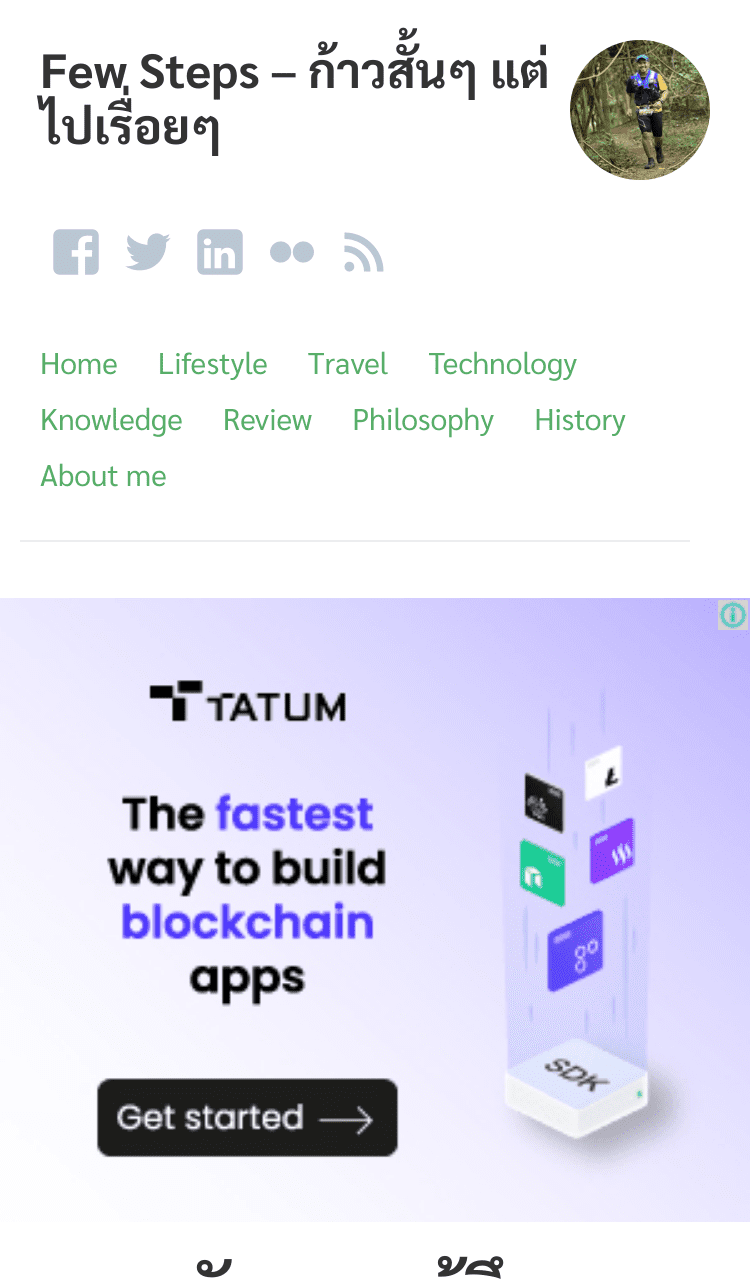 Few Steps – ก้าวสั้นๆ แต่
ไปเรื่อยๆ
Home Lifestyle Travel Technology
Knowledge Review Philosophy History
About me
TATUM
The fastest
way to build
blockchain
apps
Get started
SDK